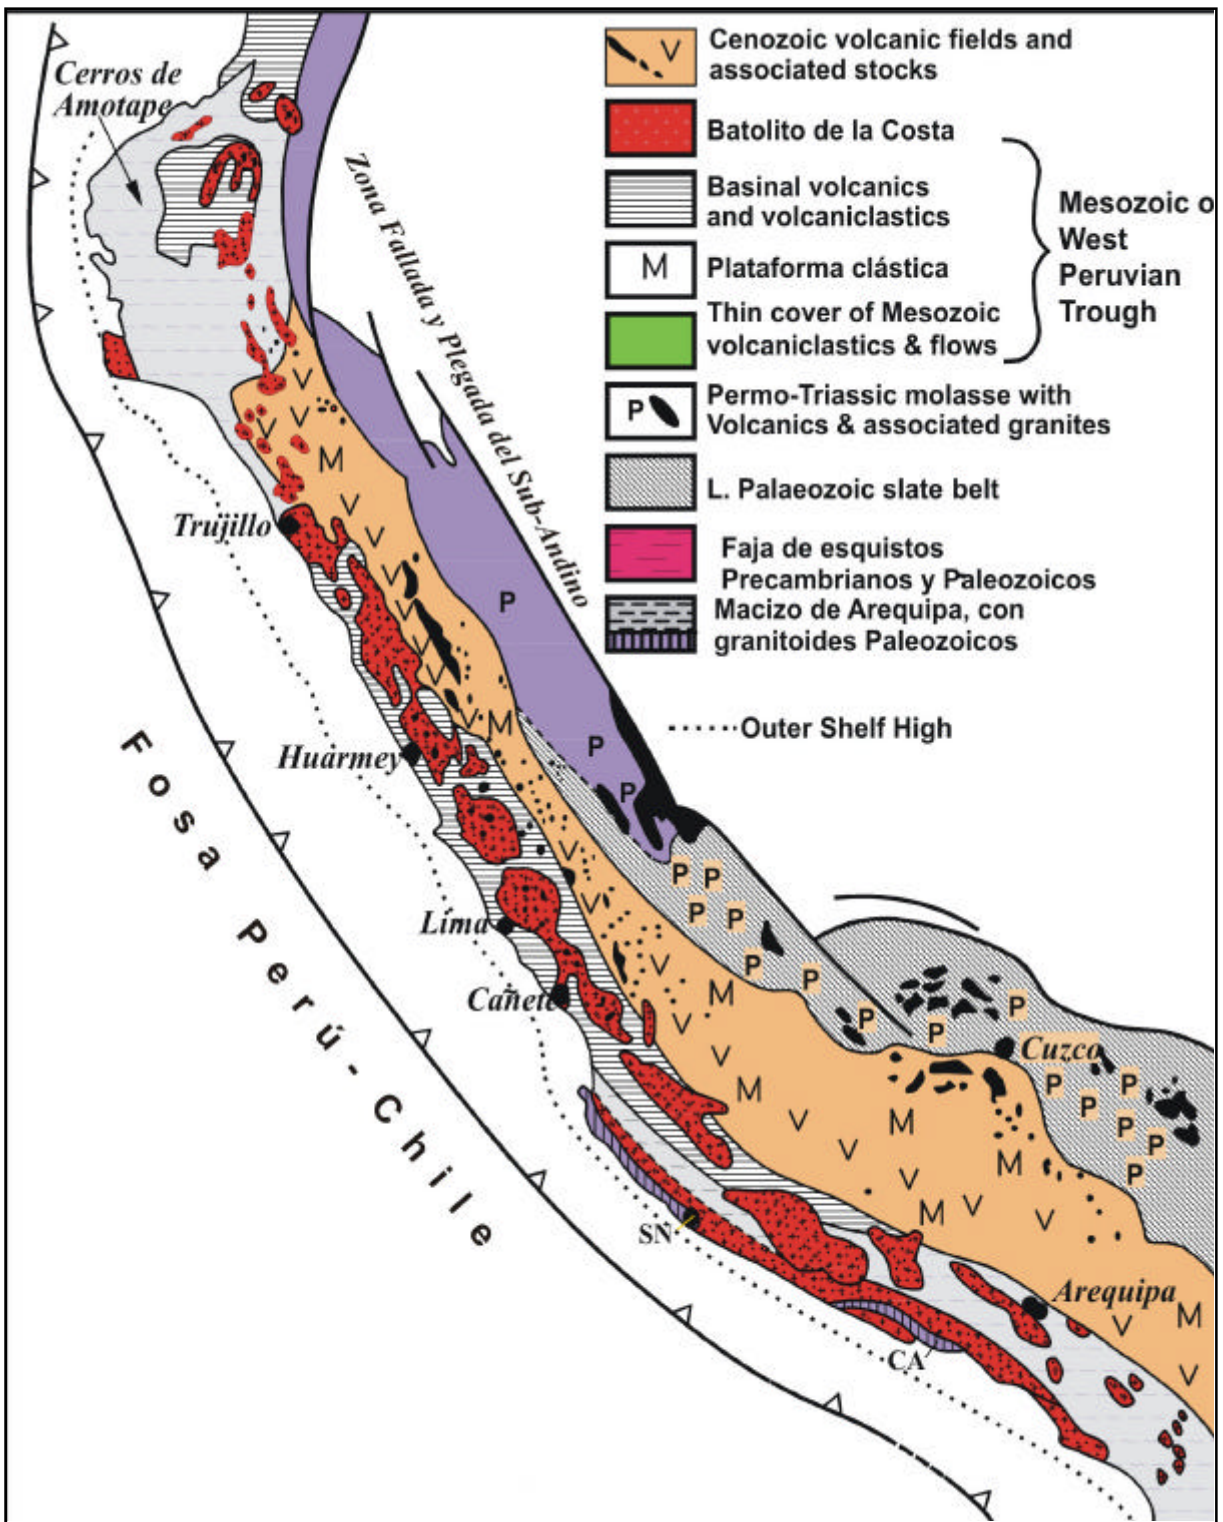 Cerros de
Amotape
Zona Fallada y Plegada del Sub-Andino
Cenozoic volcanic fields and
associated stocks
V
Batolito de la Costa
Basinal volcanics
and volcaniclastics
M
Plataforma clástica
Thin cover of Mesozoic
volcaniclastics & flows
Mesozoic o
West
Peruvian
Trough
P
Permo-Triassic molasse with
Volcanics & associated granites
L. Palaeozoic slate belt
Faja de esquistos
Precambrianos y Paleozoicos
Macizo de Arequipa, con
granitoides Paleozoicos
Outer Shelf High
V
V
V
M
V
V
V
V
V
V
V
M
P
P
P
Trujillo
Huarmey
Lima
Cañete
Fosa Perú-Chile
V
V
V
M
V
V
M
V
V
M
V
M
M
V
V
P
P
P
P
P
P
P
P
P
Cuzco
P
P
P
P
P
P
SN
CA
Arequipa
V
M
V